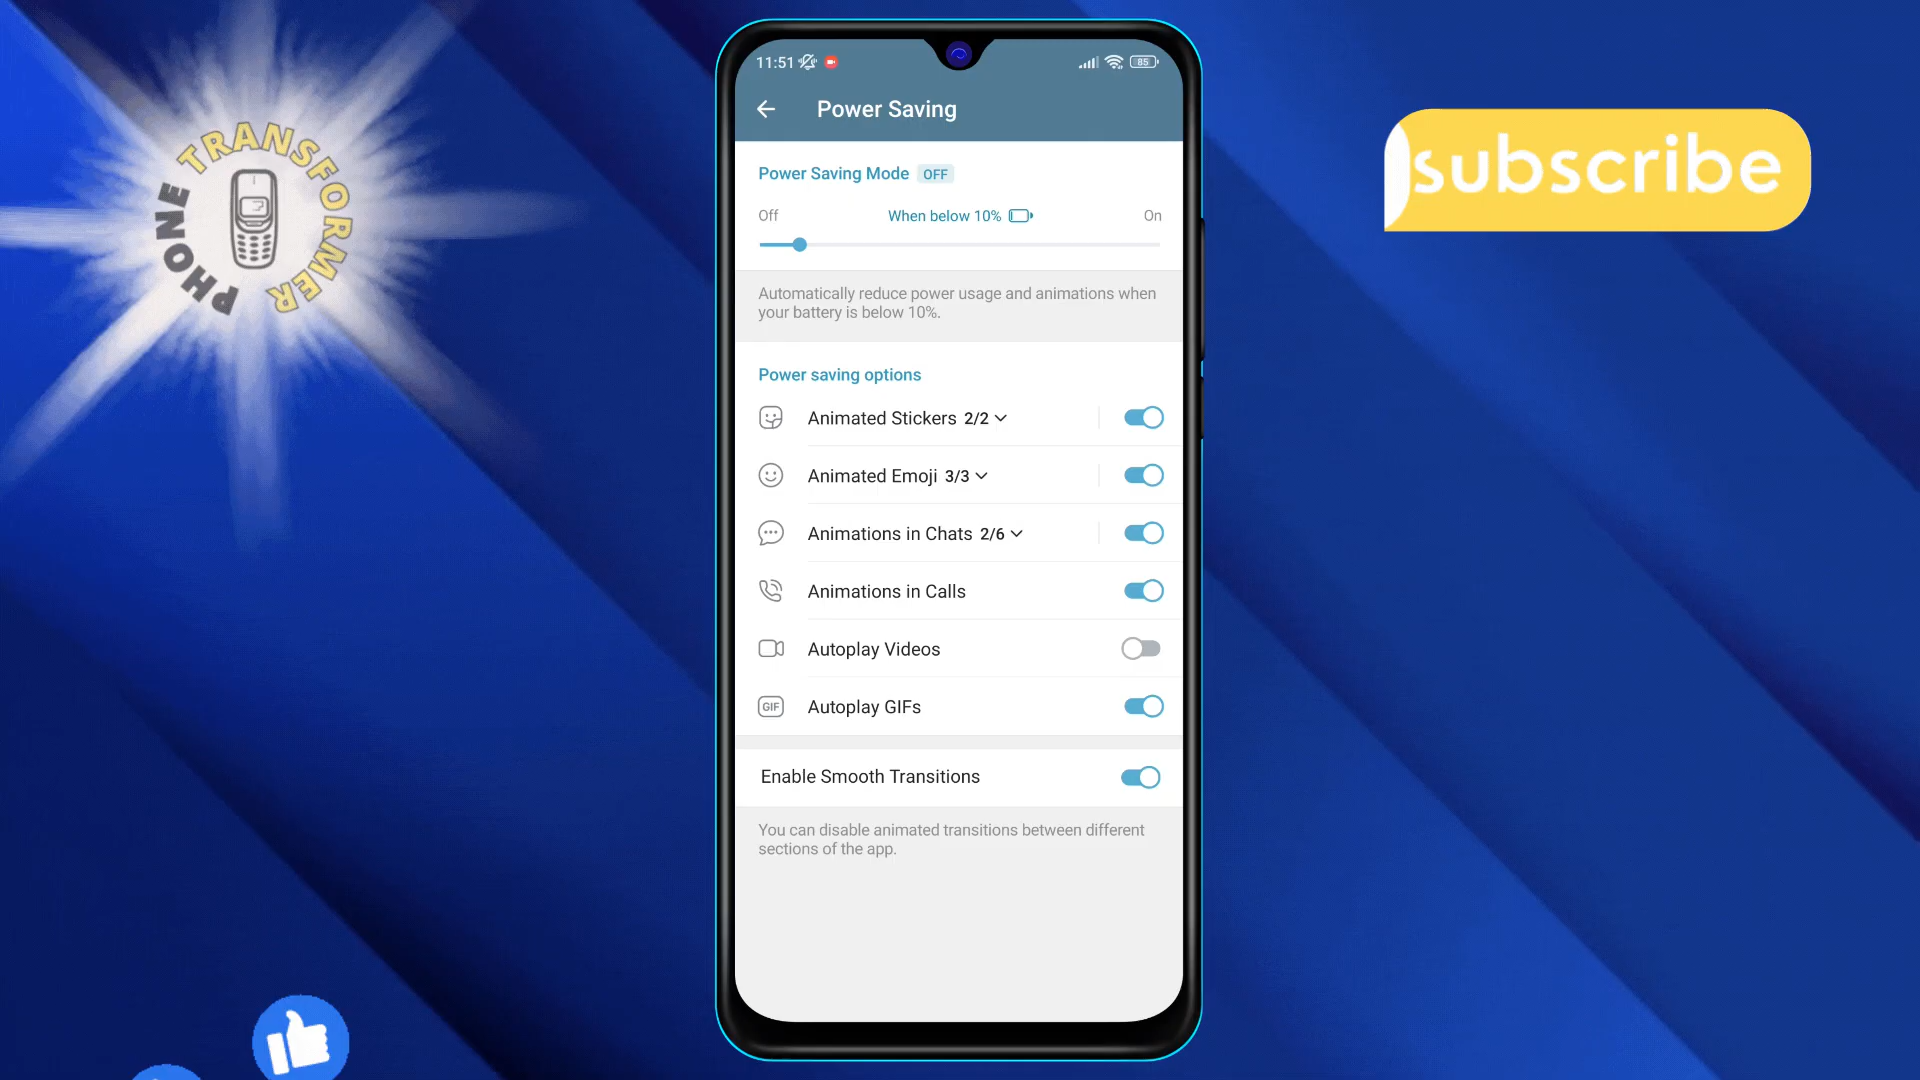 PHONE TRANSFORMER
subscribe
11:51
85
Power Saving
Power Saving Mode OFF
Off When below 10% On
Automatically reduce power usage and animations when
your battery is below 10%.
Power saving options
Animated Stickers 2/2
Animated Emoji 3/3
Animations in Chats 2/6
Animations in Calls
Autoplay Videos
GIF Autoplay GIFs
Enable Smooth Transitions
You can disable animated transitions between different
sections of the app.